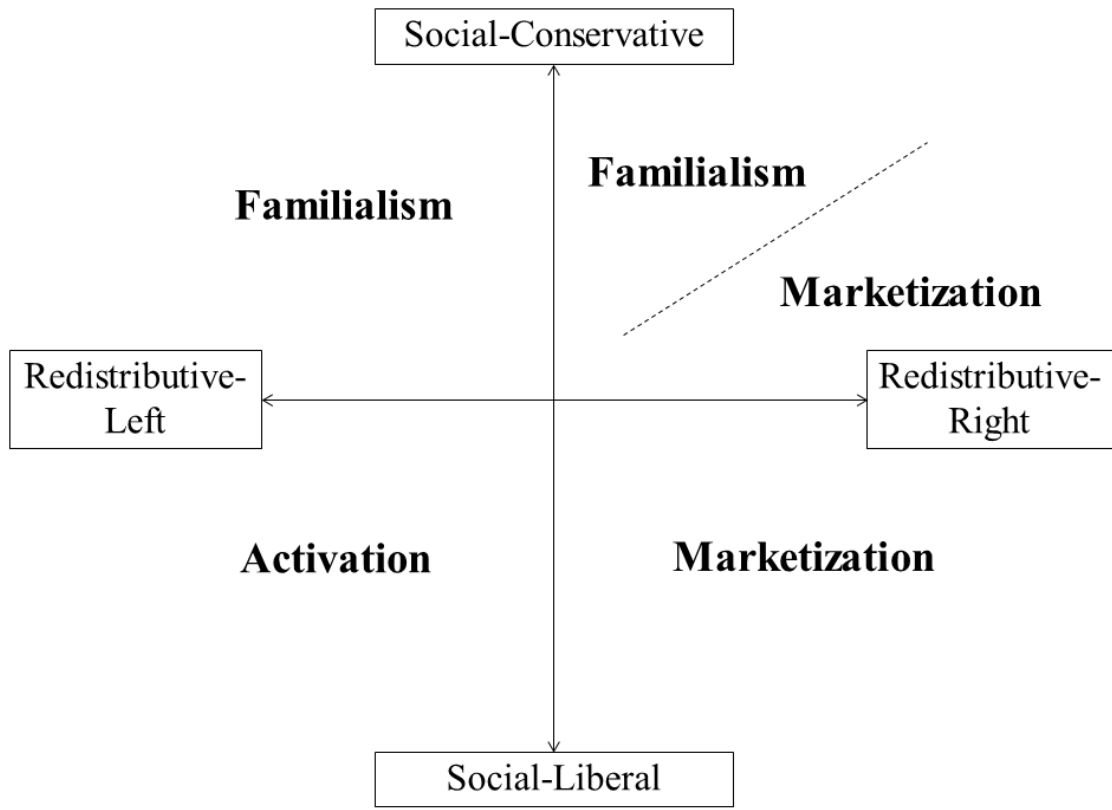 Social-Conservative
Familialism
Familialism
Marketization
Redistributive-
Left
Redistributive-
Right
Activation
Marketization
Social-Liberal